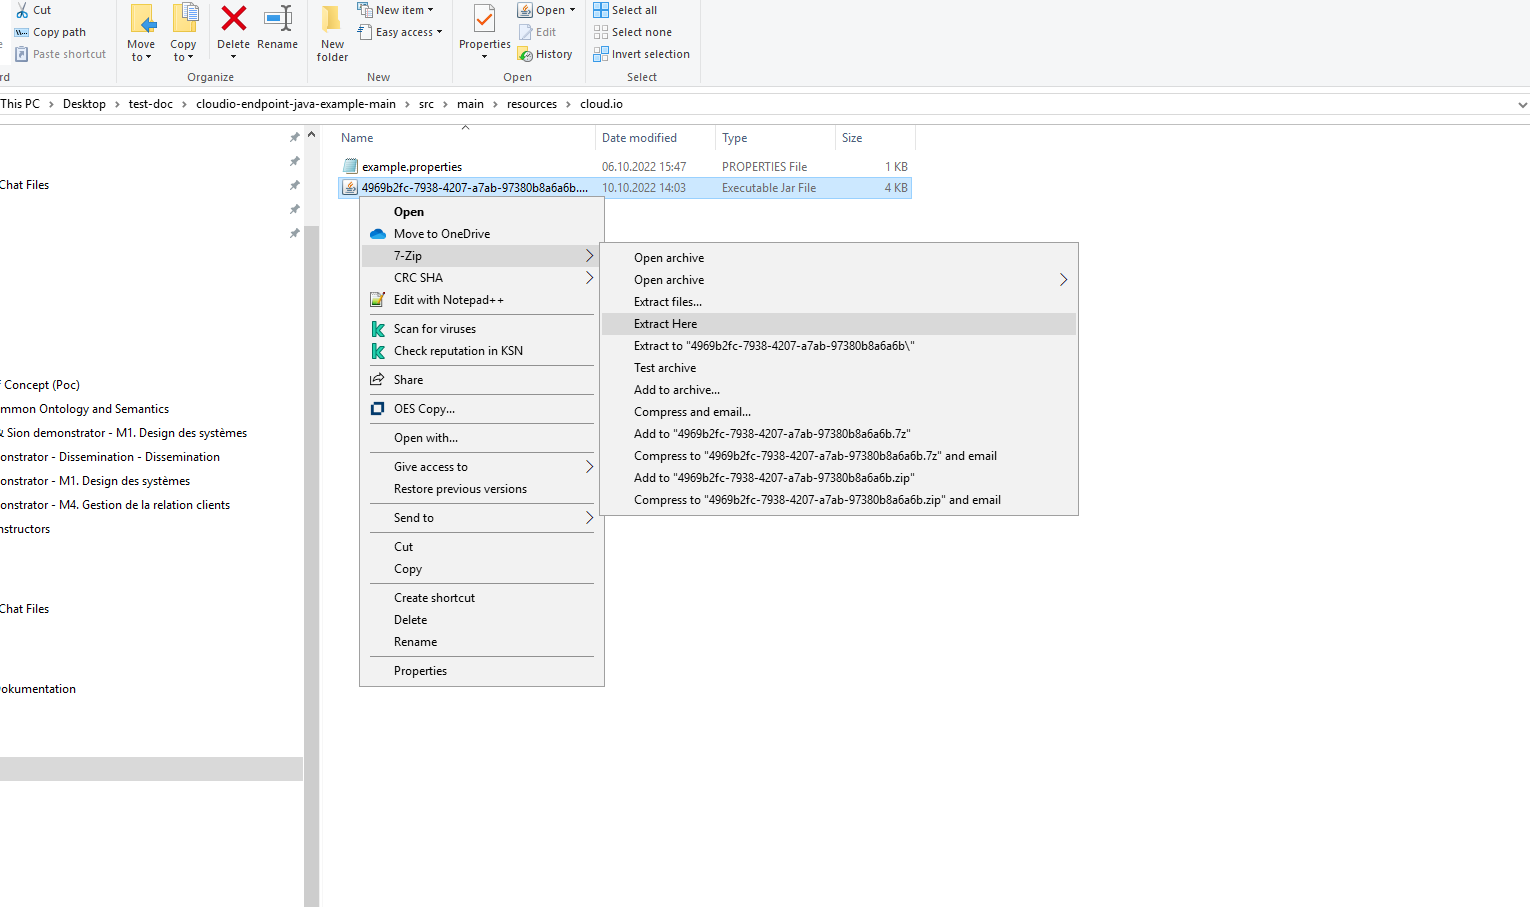 Cut
Copy path
Paste shortcut
rd
Move to
Copy to
Delete
Rename
Organize
New folder
New item
Easy access
New
Properties
Open
Edit
History
Open
Select all
Select none
Invert selection
Select
This PC > Desktop > test-doc > cloudio-endpoint-java-example-main > src > main > resources > cloud.io
Name Date modified Type Size
example.properties 06.10.2022 15:47 PROPERTIES File 1 KB
4969b2fc-7938-4207-a7ab-97380b8a6a6b.... 10.10.2022 14:03 Executable Jar File 4 KB
Chat Files
Concept (Poc)
mmon Ontology and Semantics
& Sion demonstrator - M1. Design des systèmes
onstrator - Dissemination - Dissemination
onstrator - M1. Design des systèmes
onstrator - M4. Gestion de la relation clients
nstructors
Chat Files
okumentation
Open
Move to OneDrive
7-Zip
CRC SHA
Edit with Notepad++
Scan for viruses
Check reputation in KSN
Share
OES Copy...
Open with...
Give access to
Restore previous versions
Send to
Cut
Copy
Create shortcut
Delete
Rename
Properties
Open archive
Open archive
Extract files...
Extract Here
Extract to "4969b2fc-7938-4207-a7ab-97380b8a6a6b\"
Test archive
Add to archive...
Compress and email...
Add to "4969b2fc-7938-4207-a7ab-97380b8a6a6b.7z"
Compress to "4969b2fc-7938-4207-a7ab-97380b8a6a6b.7z" and email
Add to "4969b2fc-7938-4207-a7ab-97380b8a6a6b.zip"
Compress to "4969b2fc-7938-4207-a7ab-97380b8a6a6b.zip" and email